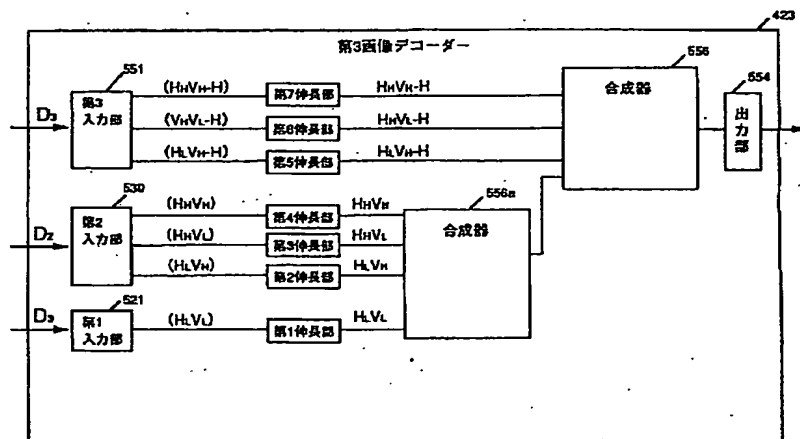 423
第3画像デコーダー
551
556
554
D3
第3
入力部
(HHVH-H)
第7伸長部
HHVH-H
(VHVL-H)
第6伸長部
HHVL-H
(HLVH-H)
第5伸長部
HLVH-H
合成器
出力部
530
556a
D2
第2
入力部
(HHVH)
第4伸長部
HHVH
(HHVL)
第3伸長部
HHVL
(HLVH)
第2伸長部
HLVH
合成器
521
D3
第1
入力部
(HLVL)
第1伸長部
HLVL